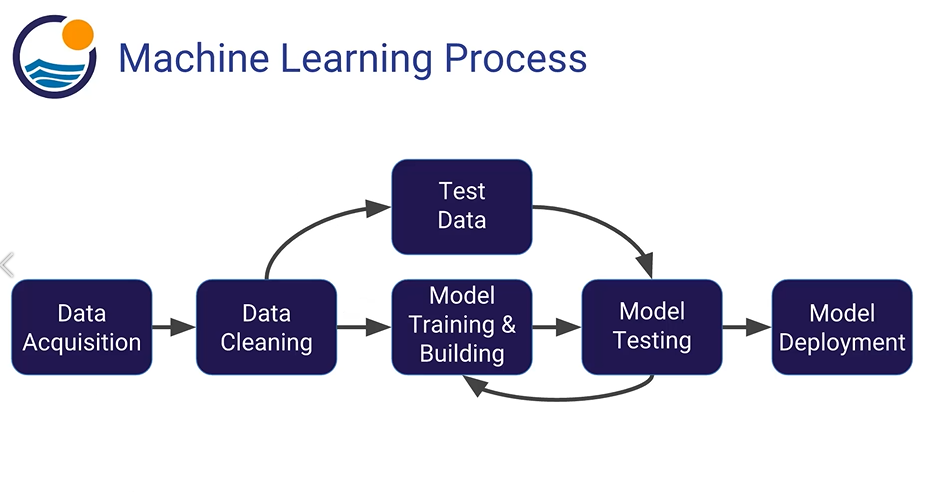 Machine Learning Process
Test
Data
Data
Acquisition
Data
Cleaning
Model
Training &
Building
Model
Testing
Model
Deployment